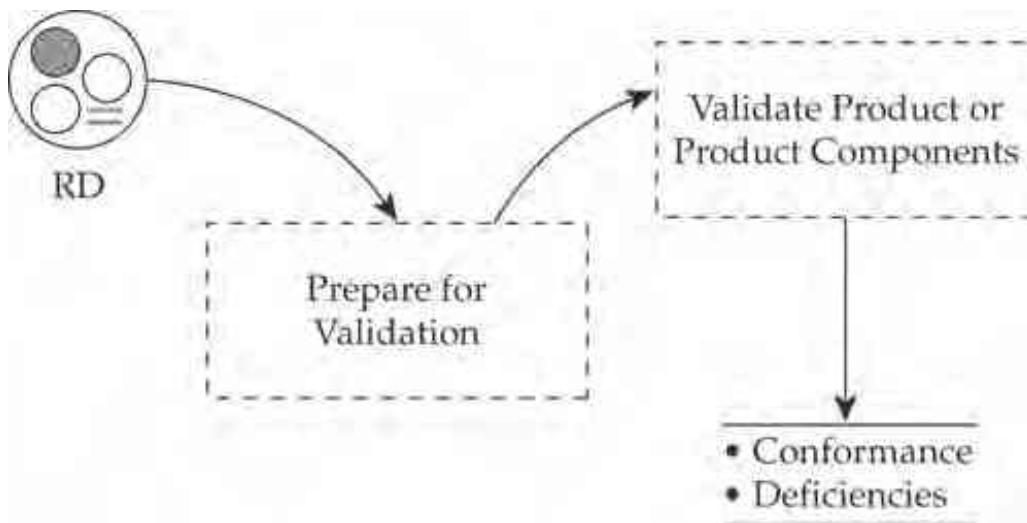 RD
Prepare for
Validation
Validate Product or
Product Components
• Conformance
• Deficiencies